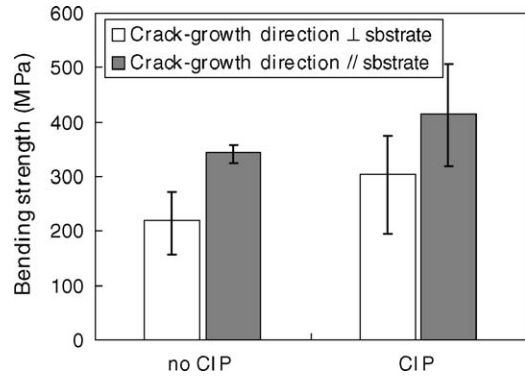 600
500
400
300
200
100
0
Bending strength (MPa)
Crack-growth direction ⊥ sbstrate
Crack-growth direction // sbstrate
no CIP
CIP